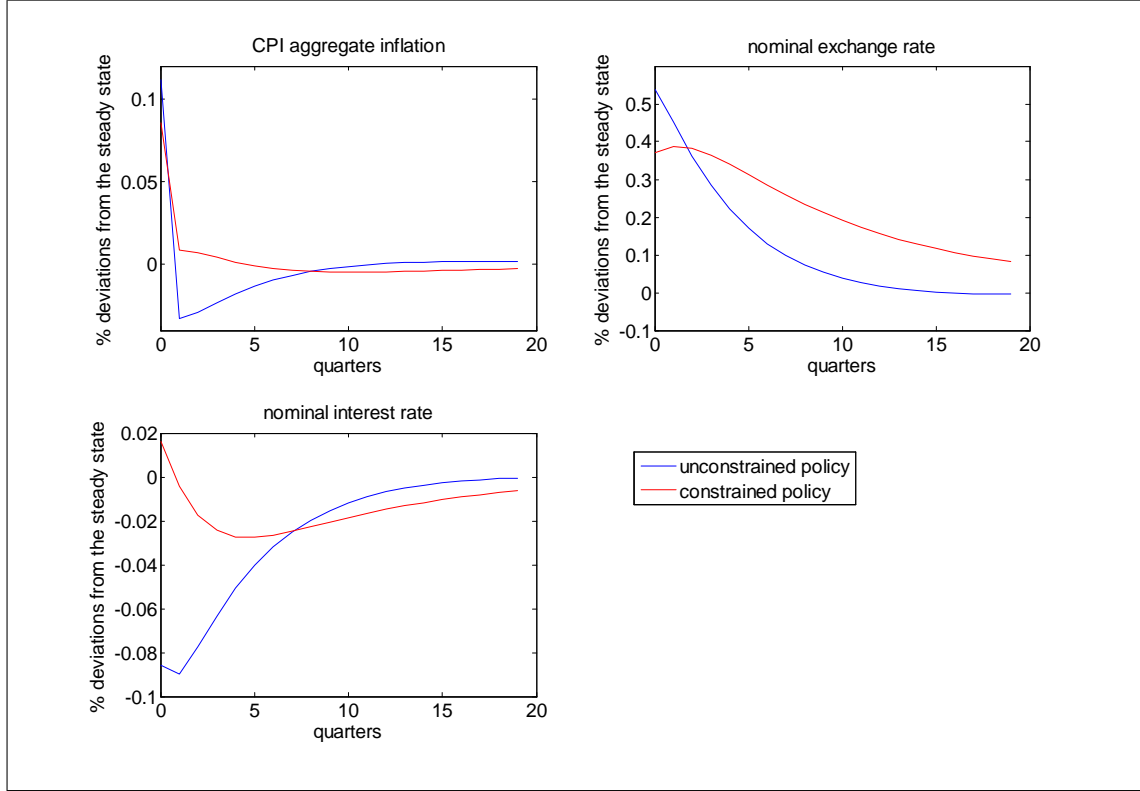 CPI aggregate inflation
% deviations from the steady state
0.1
0.05
0
0
5
10
15
20
quarters
nominal exchange rate
% deviations from the steady state
0.5
0.4
0.3
0.2
0.1
0
-0.1
0
5
10
15
20
quarters
nominal interest rate
% deviations from the steady state
0.02
0
-0.02
-0.04
-0.06
-0.08
-0.1
0
5
10
15
20
quarters
unconstrained policy
constrained policy